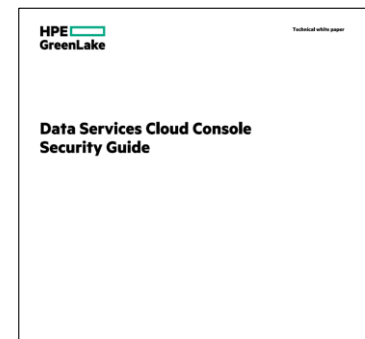 HPE
GreenLake
Technical white paper
Data Services Cloud Console
Security Guide